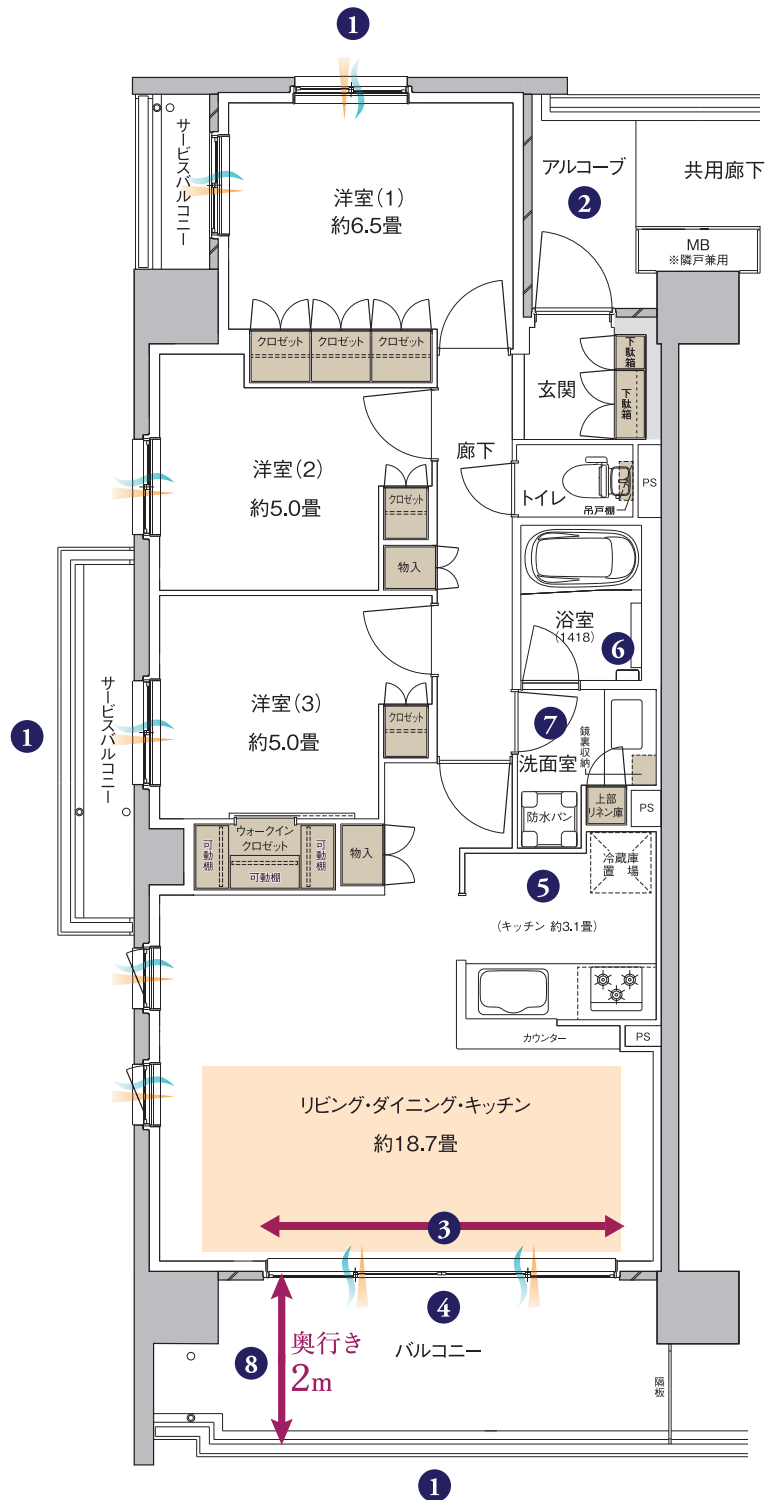 1
サービスバルコニー
洋室(1)
約6.5畳
アルコーブ
2
共用廊下
MB
※隣戸兼用
クロゼット
クロゼット
クロゼット
下駄箱
下駄箱
玄関
洋室(2)
約5.0畳
廊下
クロゼット
物入
トイレ
吊戸棚
PS
浴室
(1418)
6
サービスバルコニー
1
洋室(3)
約5.0畳
クロゼット
7
洗面室
鏡裏収納
防水パン
上部
リネン庫
PS
ウォークイン
クロゼット
可動棚
可動棚
可動棚
物入
冷蔵庫
置場
5
(キッチン 約3.1畳)
カウンター
PS
リビング・ダイニング・キッチン
約18.7畳
3
4
バルコニー
8
奥行き
2m
隔板
1